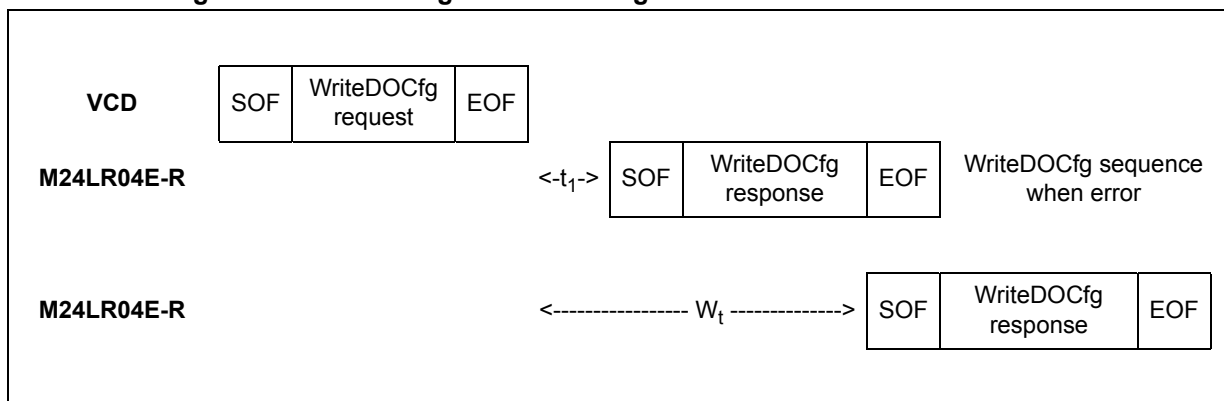 VCD
SOF
WriteDOCfg
request
EOF
M24LR04E-R
<-t1->
SOF
WriteDOCfg
response
EOF
WriteDOCfg sequence
when error
M24LR04E-R
<----------------- Wt -------------->
SOF
WriteDOCfg
response
EOF